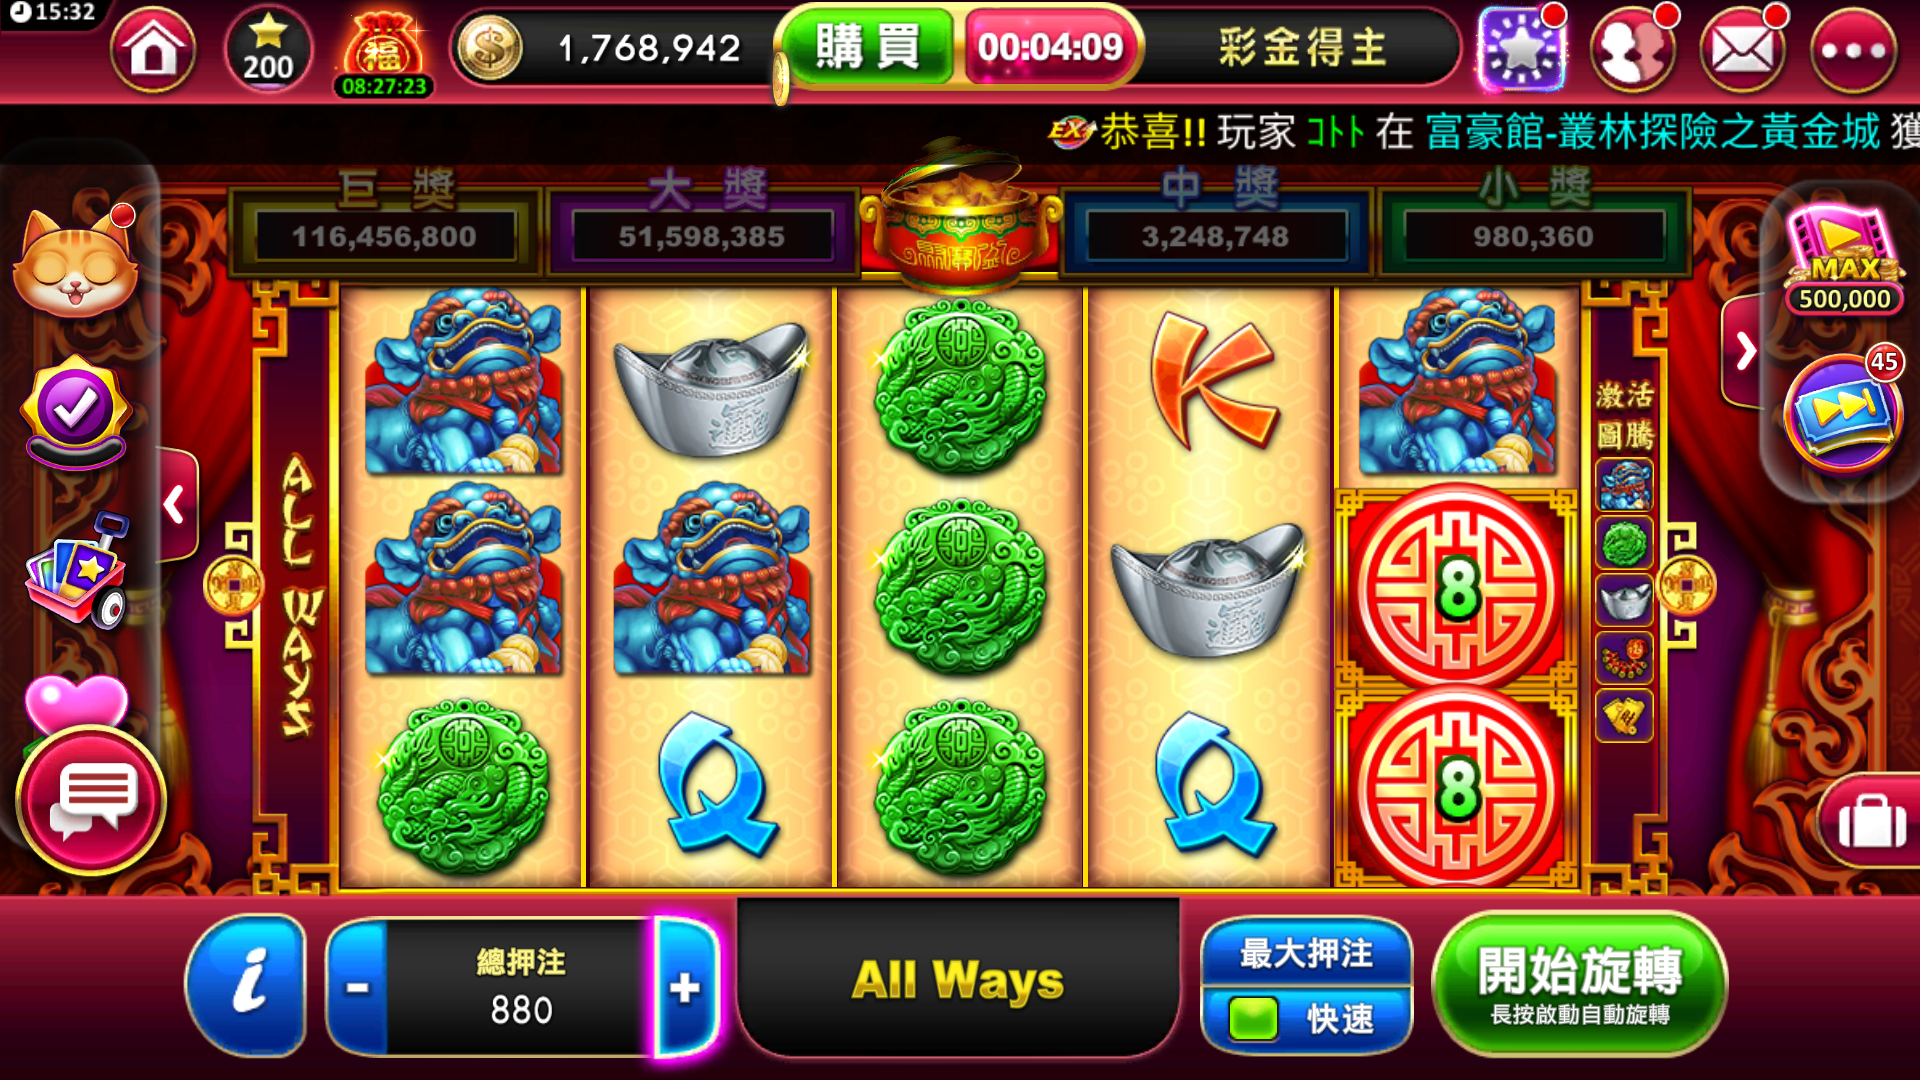 15:32
200
福
08:27:23
1,768,942
購買
00:04:09
彩金得主
EX 恭喜!! 玩家 コトト 在 富豪館-叢林探險之黃金城 獲
巨獎
大獎
中獎
小獎
116,456,800
51,598,385
3,248,748
980,360
MAX
500,000
45
ALL WAYS
K
激活
圖騰
8
Q
Q
8
i
-
總押注
880
+
All Ways
最大押注
快速
開始旋轉
長按啟動自動旋轉